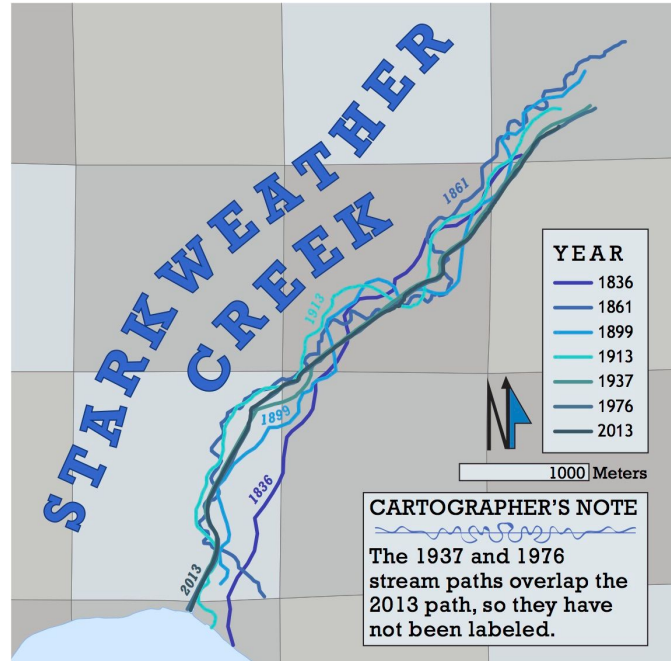 STARKWEATHER
CREEK
1861
1913
1899
1836
2013
YEAR
1836
1861
1899
1913
1937
1976
2013
N
1000 Meters
CARTOGRAPHER'S NOTE
The 1937 and 1976
stream paths overlap the
2013 path, so they have
not been labeled.